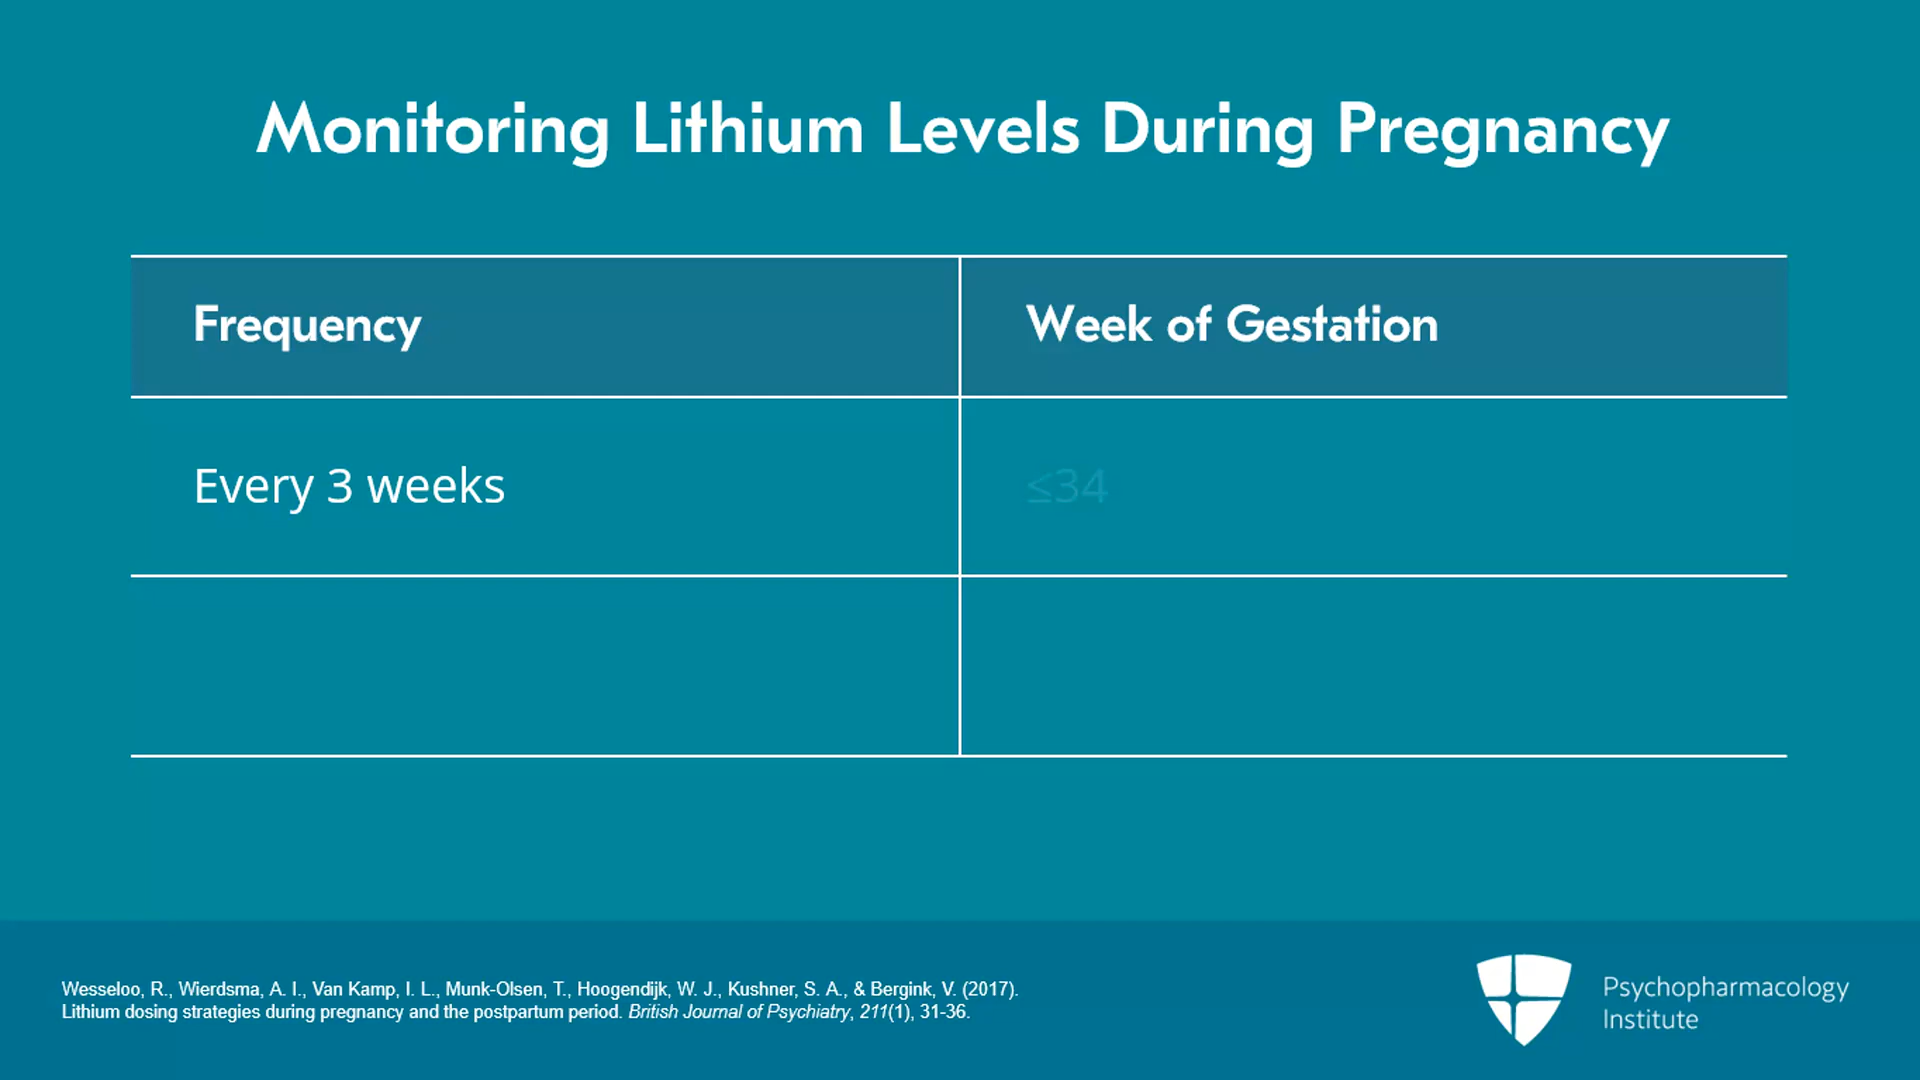 Monitoring Lithium Levels During Pregnancy
Frequency
Week of Gestation
Every 3 weeks
≤34
Wesseloo, R., Wierdsma, A. I., Van Kamp, I. L., Munk-Olsen, T., Hoogendijk, W. J., Kushner, S. A., & Bergink, V. (2017).
Lithium dosing strategies during pregnancy and the postpartum period. British Journal of Psychiatry, 211(1), 31-36.
Psychopharmacology
Institute